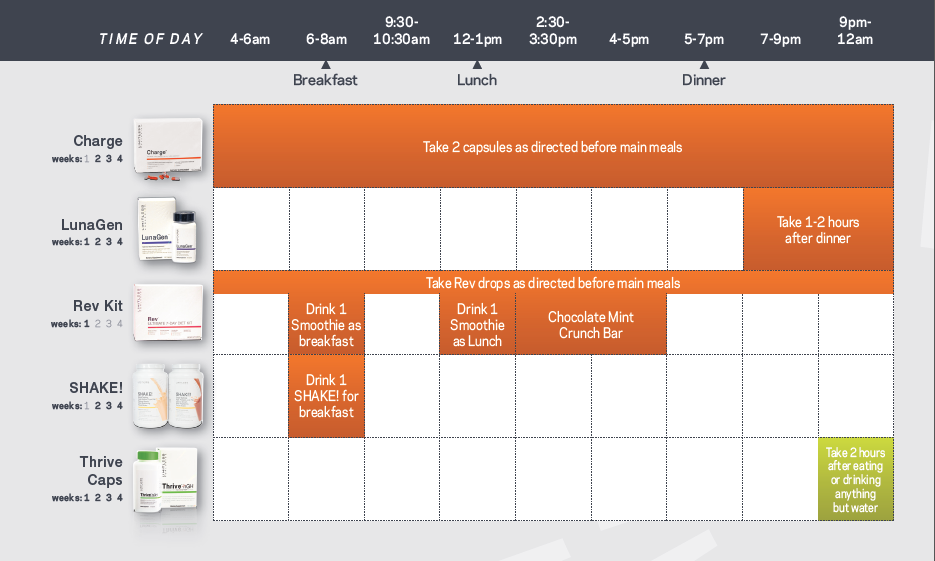 TIME OF DAY
4-6am
6-8am
9:30-
10:30am
12-1pm
2:30-
3:30pm
4-5pm
5-7pm
7-9pm
9pm-
12am
Breakfast
Lunch
Dinner
Charge
weeks: 1 2 3 4
Charge
Take 2 capsules as directed before main meals
LunaGen
weeks: 1 2 3 4
LunaGen
LunaGen
Take 1-2 hours
after dinner
Take Rev drops as directed before main meals
Rev Kit
weeks: 1 2 3 4
Rev
Drink 1
Smoothie as
breakfast
Drink 1
Smoothie
as Lunch
Chocolate Mint
Crunch Bar
SHAKE!
weeks: 1 2 3 4
SHAKE!
SHAKE!
Drink 1
SHAKE! for
breakfast
Thrive
Caps
weeks: 1 2 3 4
Thrive
Thrive hGH
Take 2 hours
after eating
or drinking
anything
but water